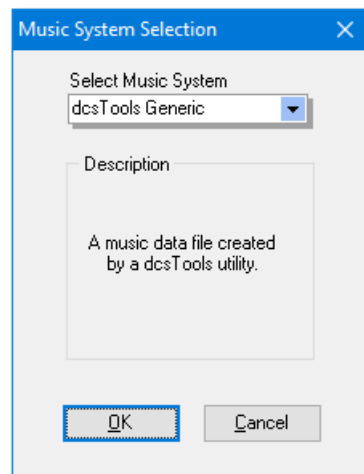 Music System Selection
Select Music System
dcsTools Generic
Description
A music data file created
by a dcsTools utility.
OK
Cancel